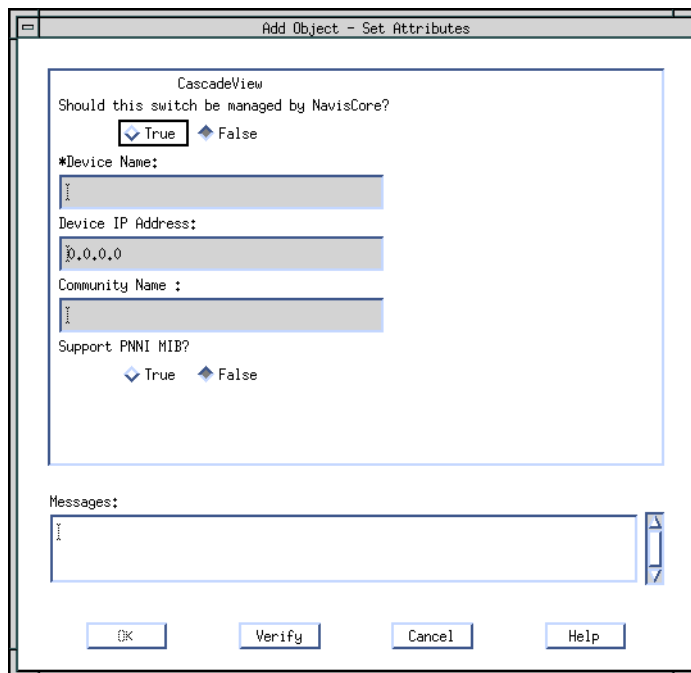 Add Object - Set Attributes
CascadeView
Should this switch be managed by NavisCore?
True False
*Device Name:
Device IP Address:
0.0.0.0
Community Name :
Support PNNI MIB?
True False
Messages:
OK Verify Cancel Help